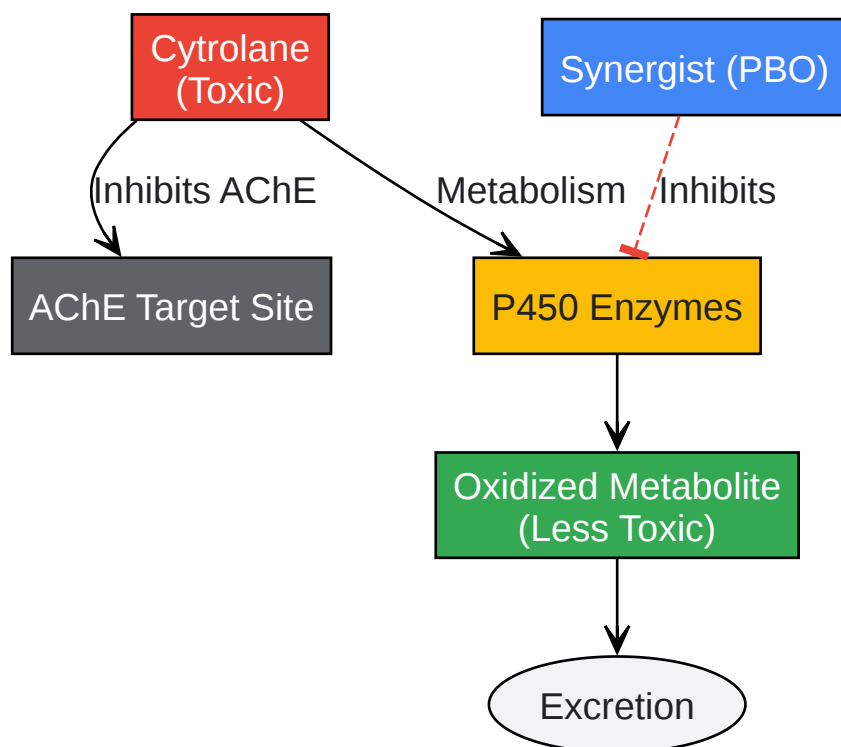 Cytrolane
(Toxic)
Synergist (PBO)
Inhibits AChE
Metabolism
Inhibits
AChE Target Site
P450 Enzymes
Oxidized Metabolite
(Less Toxic)
Excretion